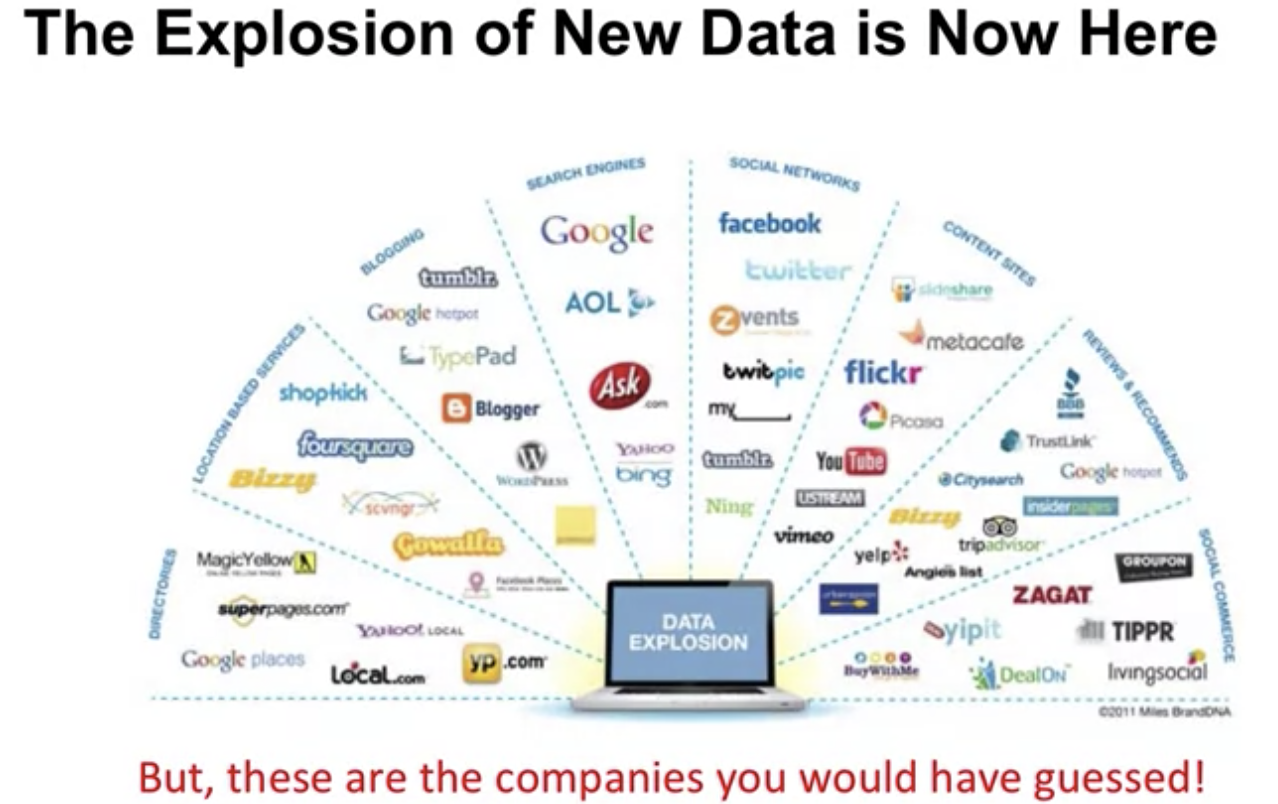 The Explosion of New Data is Now Here
SEARCH ENGINES
Google
AOL
Ask.com
YAHOO
bing
SOCIAL NETWORKS
facebook
twitter
zvents
twitpic
my
tumblr.
Ning
BLOGGING
tumblr.
Google hotpot
TypePad
Blogger
WORDPRESS
CONTENT SITES
slideshare
metacafe
flickr
Picasa
YouTube
USTREAM
vimeo
LOCATION BASED SERVICES
shopkick
foursquare
Bizzy
scvngr
Gowalla
Facebook Places
REVIEWS & RECOMMENDS
BBB
TrustLink
Google hotpot
Citysearch
insiderpages
Bizzy
tripadvisor
yelp
Angie's list
urbanspoon
DIRECTORIES
MagicYellow
superpages.com
YAHOO! LOCAL
Google places
Local.com
yp.com
SOCIAL COMMERCE
GROUPON
ZAGAT
yipit
TIPPR
BuyWithMe
DealOn
livingsocial
DATA
EXPLOSION
©2011 Miles BrandDNA
But, these are the companies you would have guessed!